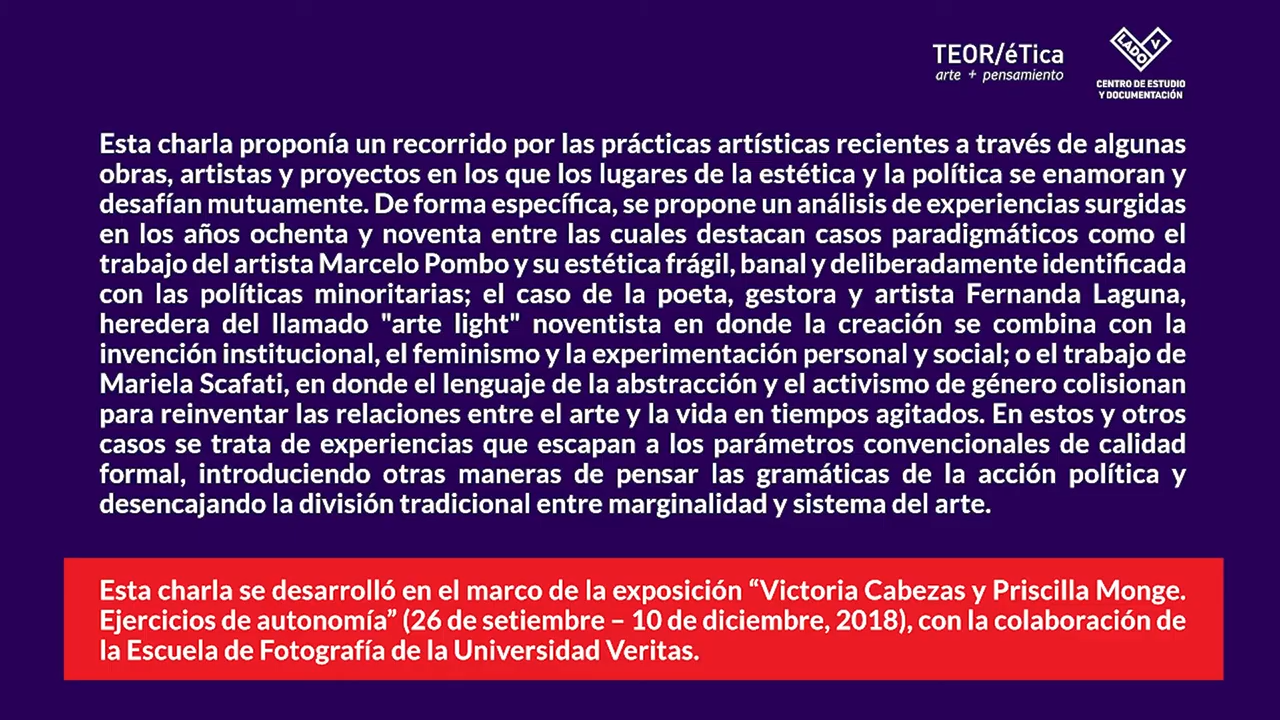 TEOR/éTica
arte + pensamiento
LADO V
CENTRO DE ESTUDIO
Y DOCUMENTACIÓN
Esta charla proponía un recorrido por las prácticas artísticas recientes a través de algunas
obras, artistas y proyectos en los que los lugares de la estética y la política se enamoran y
desafían mutuamente. De forma específica, se propone un análisis de experiencias surgidas
en los años ochenta y noventa entre las cuales destacan casos paradigmáticos como el
trabajo del artista Marcelo Pombo y su estética frágil, banal y deliberadamente identificada
con las políticas minoritarias; el caso de la poeta, gestora y artista Fernanda Laguna,
heredera del llamado "arte light" noventista en donde la creación se combina con la
invención institucional, el feminismo y la experimentación personal y social; o el trabajo de
Mariela Scafati, en donde el lenguaje de la abstracción y el activismo de género colisionan
para reinventar las relaciones entre el arte y la vida en tiempos agitados. En estos y otros
casos se trata de experiencias que escapan a los parámetros convencionales de calidad
formal, introduciendo otras maneras de pensar las gramáticas de la acción política y
desencajando la división tradicional entre marginalidad y sistema del arte.
Esta charla se desarrolló en el marco de la exposición “Victoria Cabezas y Priscilla Monge.
Ejercicios de autonomía” (26 de setiembre – 10 de diciembre, 2018), con la colaboración de
la Escuela de Fotografía de la Universidad Veritas.